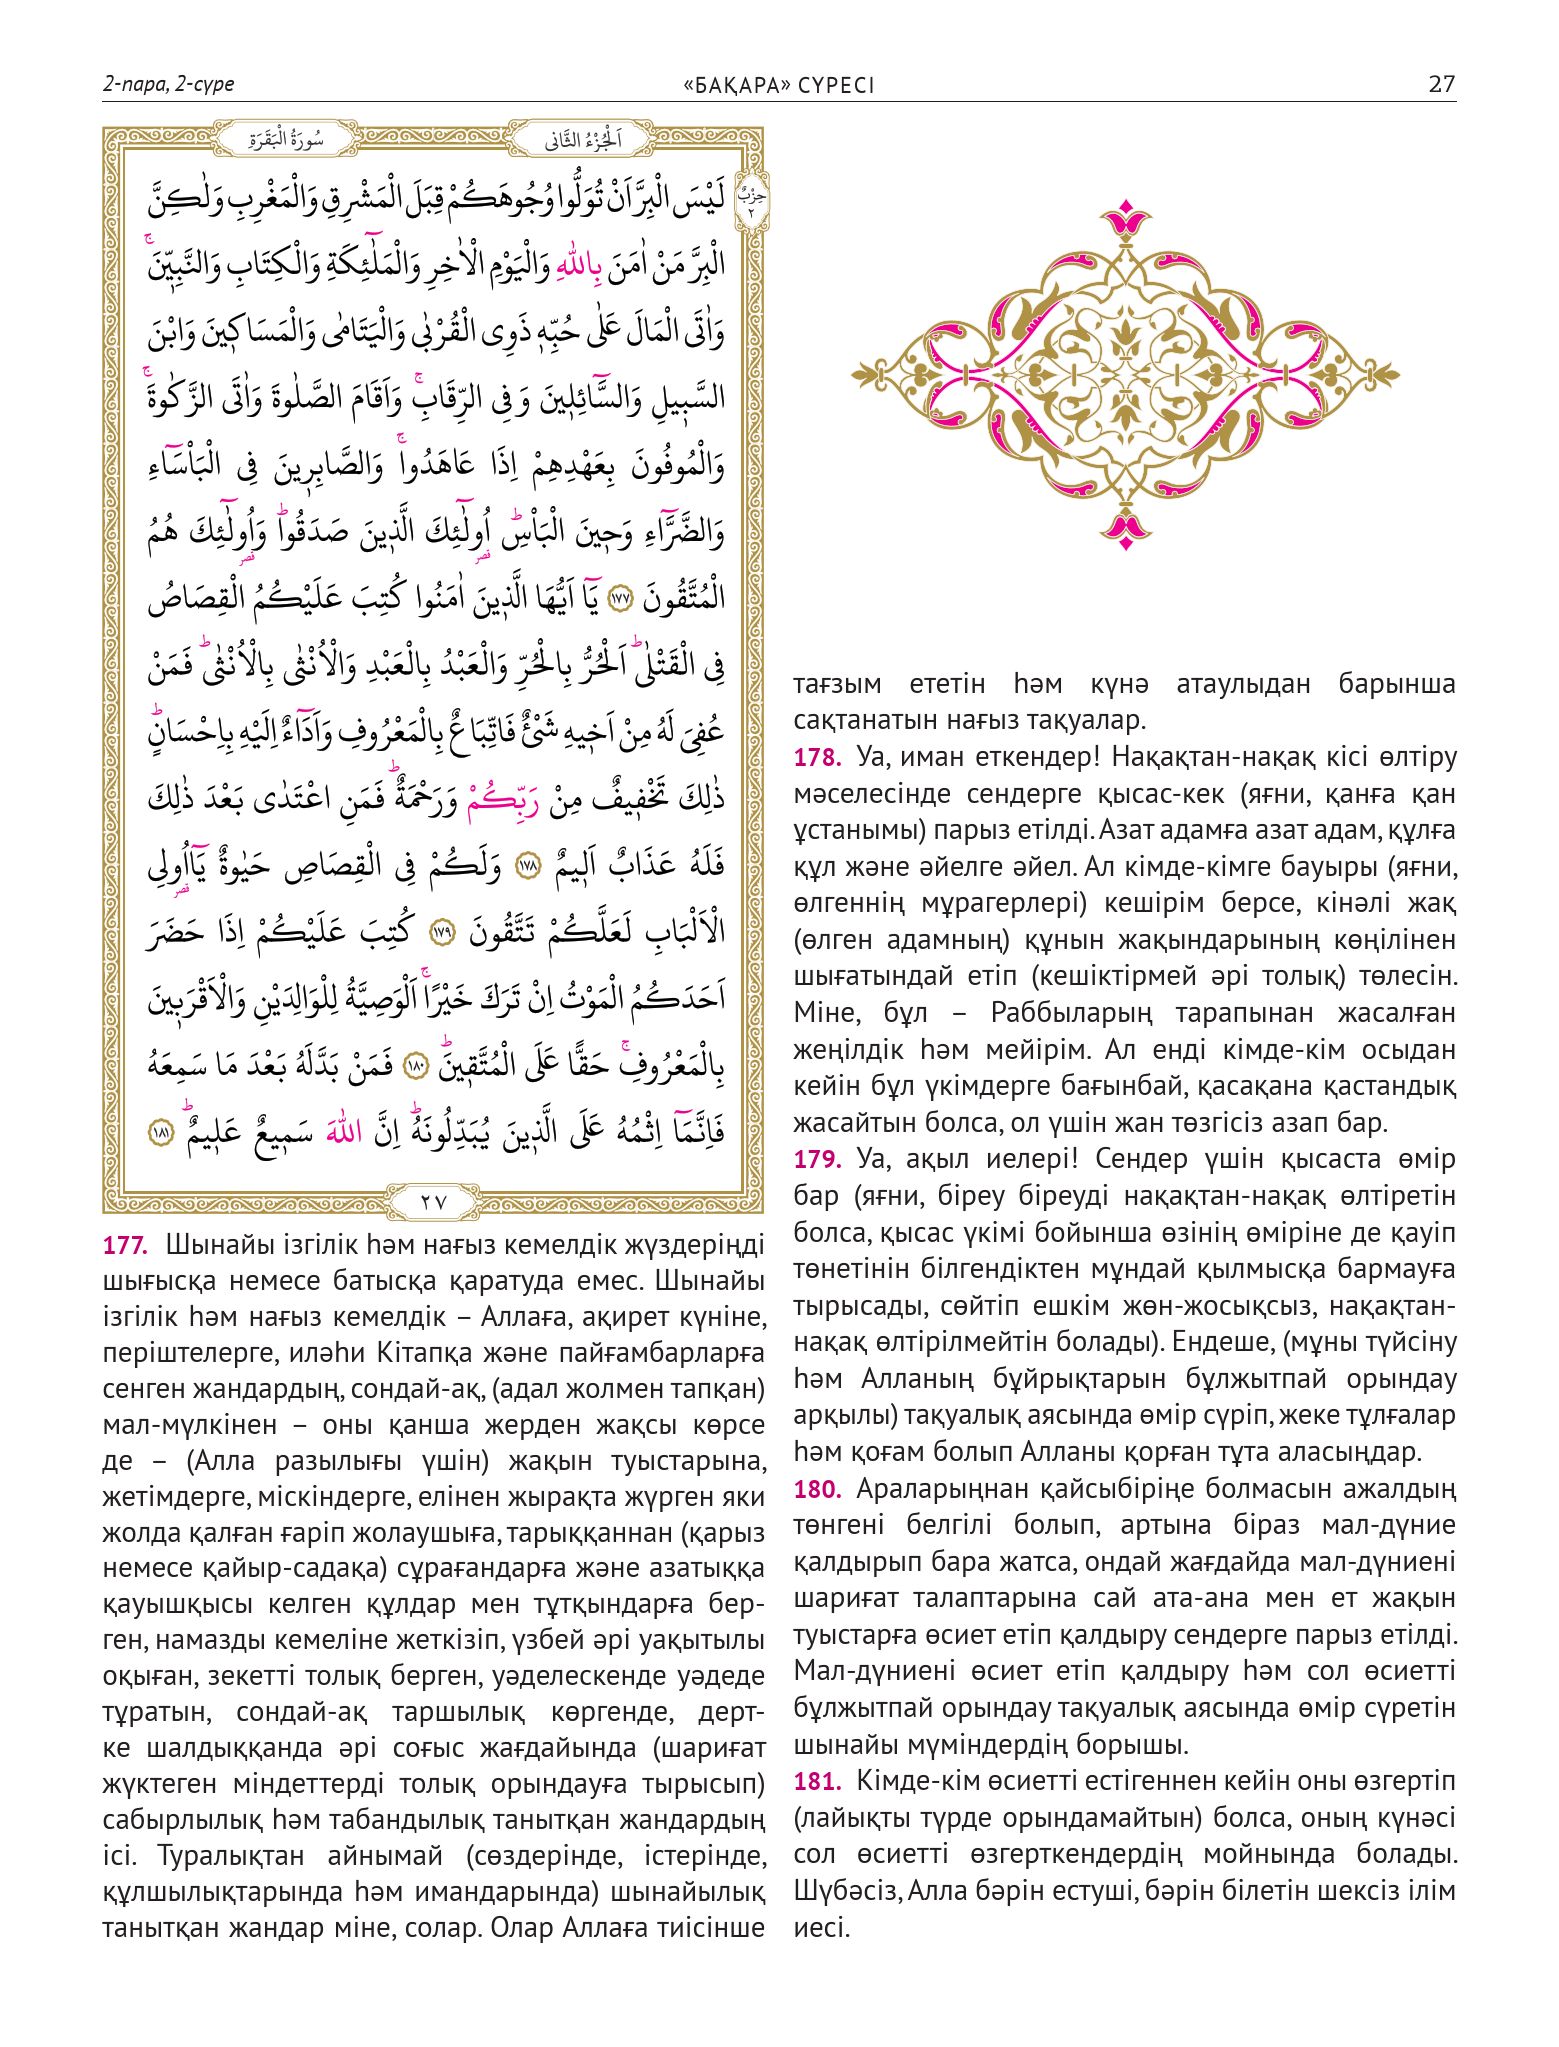 2-пара, 2-сүре
«БАҚАРА» СҮРЕСІ
27
سُورَةُ الْبَقَرَةِ
اَلْجُزْءُ الثَّانٖى
حِزْبٌ
٢
لَيْسَ الْبِرَّ اَنْ تُوَلُّوا وُجُوهَكُمْ قِبَلَ الْمَشْرِقِ وَالْمَغْرِبِ وَلٰكِنَّ
الْبِرَّ مَنْ اٰمَنَ بِاللّٰهِ وَالْيَوْمِ الْاٰخِرِ وَالْمَلٰٓئِكَةِ وَالْكِتَابِ وَالنَّبِيّٖنَۚ
وَاٰتَى الْمَالَ عَلٰى حُبِّهٖ ذَوِى الْقُرْبٰى وَالْيَتَامٰى وَالْمَسَاكٖينَ وَابْنَ
السَّبٖيلِ وَالسَّٓائِلٖينَ وَفِى الرِّقَابِۚ وَاَقَامَ الصَّلٰوةَ وَاٰتَى الزَّكٰوةَۚ
وَالْمُوفُونَ بِعَهْدِهِمْ اِذَا عَاهَدُواۚ وَالصَّابِرٖينَ فِى الْبَأْسَٓاءِ
وَالضَّرَّٓاءِ وَحٖينَ الْبَأْسِؕ اُو۬لٰٓئِكَ الَّذٖينَ صَدَقُواؕ وَاُو۬لٰٓئِكَ هُمُ
الْمُتَّقُونَ ﴿١٧٧﴾ يَٓا اَيُّهَا الَّذٖينَ اٰمَنُوا كُتِبَ عَلَيْكُمُ الْقِصَاصُ
فِى الْقَتْلٰىؕ اَلْحُرُّ بِالْحُرِّ وَالْعَبْدُ بِالْعَبْدِ وَالْاُنْثٰى بِالْاُنْثٰىؕ فَمَنْ
عُفِىَ لَهُ مِنْ اَخٖيهِ شَیْءٌ فَاتِّبَاعٌ بِالْمَعْرُوفِ وَاَدَٓاءٌ اِلَيْهِ بِاِحْسَانٍؕ
ذٰلِكَ تَخْفٖيفٌ مِنْ رَبِّكُمْ وَرَحْمَةٌؕ فَمَنِ اعْتَدٰى بَعْدَ ذٰلِكَ
فَلَهُ عَذَابٌ اَلٖيمٌ ﴿١٧٨﴾ وَلَكُمْ فِى الْقِصَاصِ حَيٰوةٌ يَٓااُو۬لِى
الْاَلْبَابِ لَعَلَّكُمْ تَتَّقُونَ ﴿١٧٩﴾ كُتِبَ عَلَيْكُمْ اِذَا حَضَرَ
اَحَدَكُمُ الْمَوْتُ اِنْ تَرَكَ خَيْرًاۚ اَلْوَصِيَّةُ لِلْوَالِدَيْنِ وَالْاَقْرَبٖينَ
بِالْمَعْرُوفِۚ حَقًّا عَلَى الْمُتَّقٖينَؕ ﴿١٨٠﴾ فَمَنْ بَدَّلَهُ بَعْدَ مَا سَمِعَهُ
فَاِنَّمَٓا اِثْمُهُ عَلَى الَّذٖينَ يُبَدِّلُونَهُؕ اِنَّ اللّٰهَ سَمٖيعٌ عَلٖيمٌؕ ﴿١٨١﴾
٢٧
177. Шынайы ізгілік һәм нағыз кемелдік жүздеріңді
шығысқа немесе батысқа қаратуда емес. Шынайы
ізгілік һәм нағыз кемелдік – Аллаға, ақирет күніне,
періштелерге, иләһи Кітапқа және пайғамбарларға
сенген жандардың, сондай-ақ, (адал жолмен тапқан)
мал-мүлкінен – оны қанша жерден жақсы көрсе
де – (Алла разылығы үшін) жақын туыстарына,
жетімдерге, міскіндерге, елінен жырақта жүрген яки
жолда қалған ғаріп жолаушыға, тарыққаннан (қарыз
немесе қайыр-садақа) сұрағандарға және азатыққа
қауышқысы келген құлдар мен тұтқындарға бер-
ген, намазды кемеліне жеткізіп, үзбей әрі уақытылы
оқыған, зекетті толық берген, уәделескенде уәдеде
тұратын, сондай-ақ таршылық көргенде, дерт-
ке шалдыққанда әрі соғыс жағдайында (шариғат
жүктеген міндеттерді толық орындауға тырысып)
сабырлылық һәм табандылық танытқан жандардың
ісі. Туралықтан айнымай (сөздерінде, істерінде,
құлшылықтарында һәм имандарында) шынайылық
танытқан жандар міне, солар. Олар Аллаға тиісінше
тағзым ететін һәм күнә атаулыдан барынша
сақтанатын нағыз тақуалар.
178. Уа, иман еткендер! Нақақтан-нақақ кісі өлтіру
мәселесінде сендерге қысас-кек (яғни, қанға қан
ұстанымы) парыз етілді. Азат адамға азат адам, құлға
құл және әйелге әйел. Ал кімде-кімге бауыры (яғни,
өлгеннің мұрагерлері) кешірім берсе, кінәлі жақ
(өлген адамның) құнын жақындарының көңілінен
шығатындай етіп (кешіктірмей әрі толық) төлесін.
Міне, бұл – Раббыларың тарапынан жасалған
жеңілдік һәм мейірім. Ал енді кімде-кім осыдан
кейін бұл үкімдерге бағынбай, қасақана қастандық
жасайтын болса, ол үшін жан төзгісіз азап бар.
179. Уа, ақыл иелері! Сендер үшін қысаста өмір
бар (яғни, біреу біреуді нақақтан-нақақ өлтіретін
болса, қысас үкімі бойынша өзінің өміріне де қауіп
төнетінін білгендіктен мұндай қылмысқа бармауға
тырысады, сөйтіп ешкім жөн-жосықсыз, нақақтан-
нақақ өлтірілмейтін болады). Ендеше, (мұны түйсіну
һәм Алланың бұйрықтарын бұлжытпай орындау
арқылы) тақуалық аясында өмір сүріп, жеке тұлғалар
һәм қоғам болып Алланы қорған тұта аласыңдар.
180. Араларыңнан қайсыбіріңе болмасын ажалдың
төнгені белгілі болып, артына біраз мал-дүние
қалдырып бара жатса, ондай жағдайда мал-дүниені
шариғат талаптарына сай ата-ана мен ет жақын
туыстарға өсиет етіп қалдыру сендерге парыз етілді.
Мал-дүниені өсиет етіп қалдыру һәм сол өсиетті
бұлжытпай орындау тақуалық аясында өмір сүретін
шынайы мүміндердің борышы.
181. Кімде-кім өсиетті естігеннен кейін оны өзгертіп
(лайықты түрде орындамайтын) болса, оның күнәсі
сол өсиетті өзгерткендердің мойнында болады.
Шүбәсіз, Алла бәрін естуші, бәрін білетін шексіз ілім
иесі.